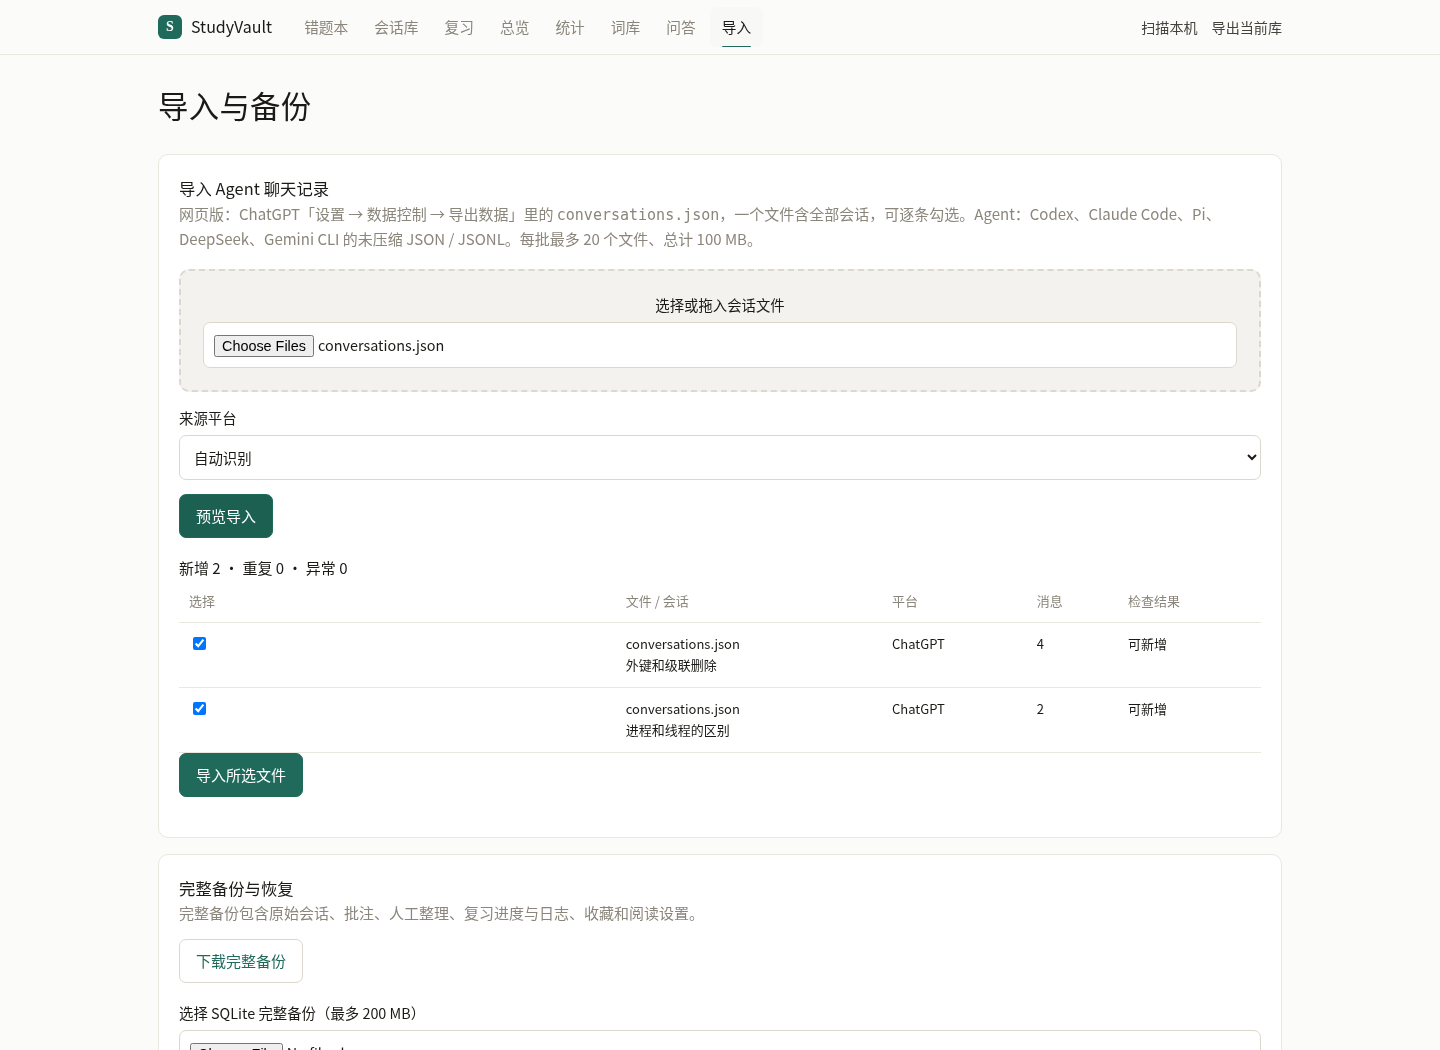 S StudyVault 错题本 会话库 复习 总览 统计 词库 问答 导入 扫描本机 导出当前库
导入与备份
导入 Agent 聊天记录
网页版：ChatGPT「设置 → 数据控制 → 导出数据」里的 conversations.json，一个文件含全部会话，可逐条勾选。Agent：Codex、Claude Code、Pi、
DeepSeek、Gemini CLI 的未压缩 JSON / JSONL。每批最多 20 个文件、总计 100 MB。
选择或拖入会话文件
Choose Files conversations.json
来源平台
自动识别
预览导入
新增 2 · 重复 0 · 异常 0
选择 文件 / 会话 平台 消息 检查结果
conversations.json ChatGPT 4 可新增
外键和级联删除
conversations.json ChatGPT 2 可新增
进程和线程的区别
导入所选文件
完整备份与恢复
完整备份包含原始会话、批注、人工整理、复习进度与日志、收藏和阅读设置。
下载完整备份
选择 SQLite 完整备份（最多 200 MB）